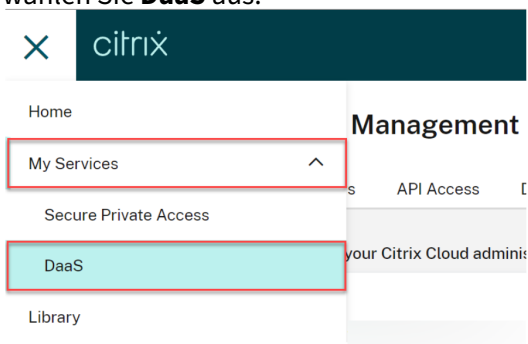 wählen Sie DaaS aus.
citrix
Home
Management
My Services
s API Access
Secure Private Access
your Citrix Cloud adminis
DaaS
Library